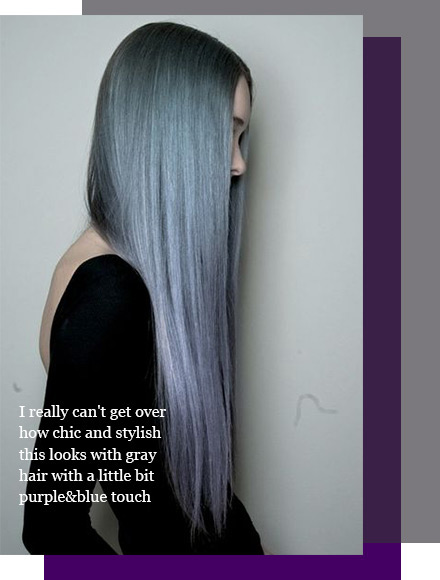 I really can't get over
how chic and stylish
this looks with gray
hair with a little bit
purple&blue touch